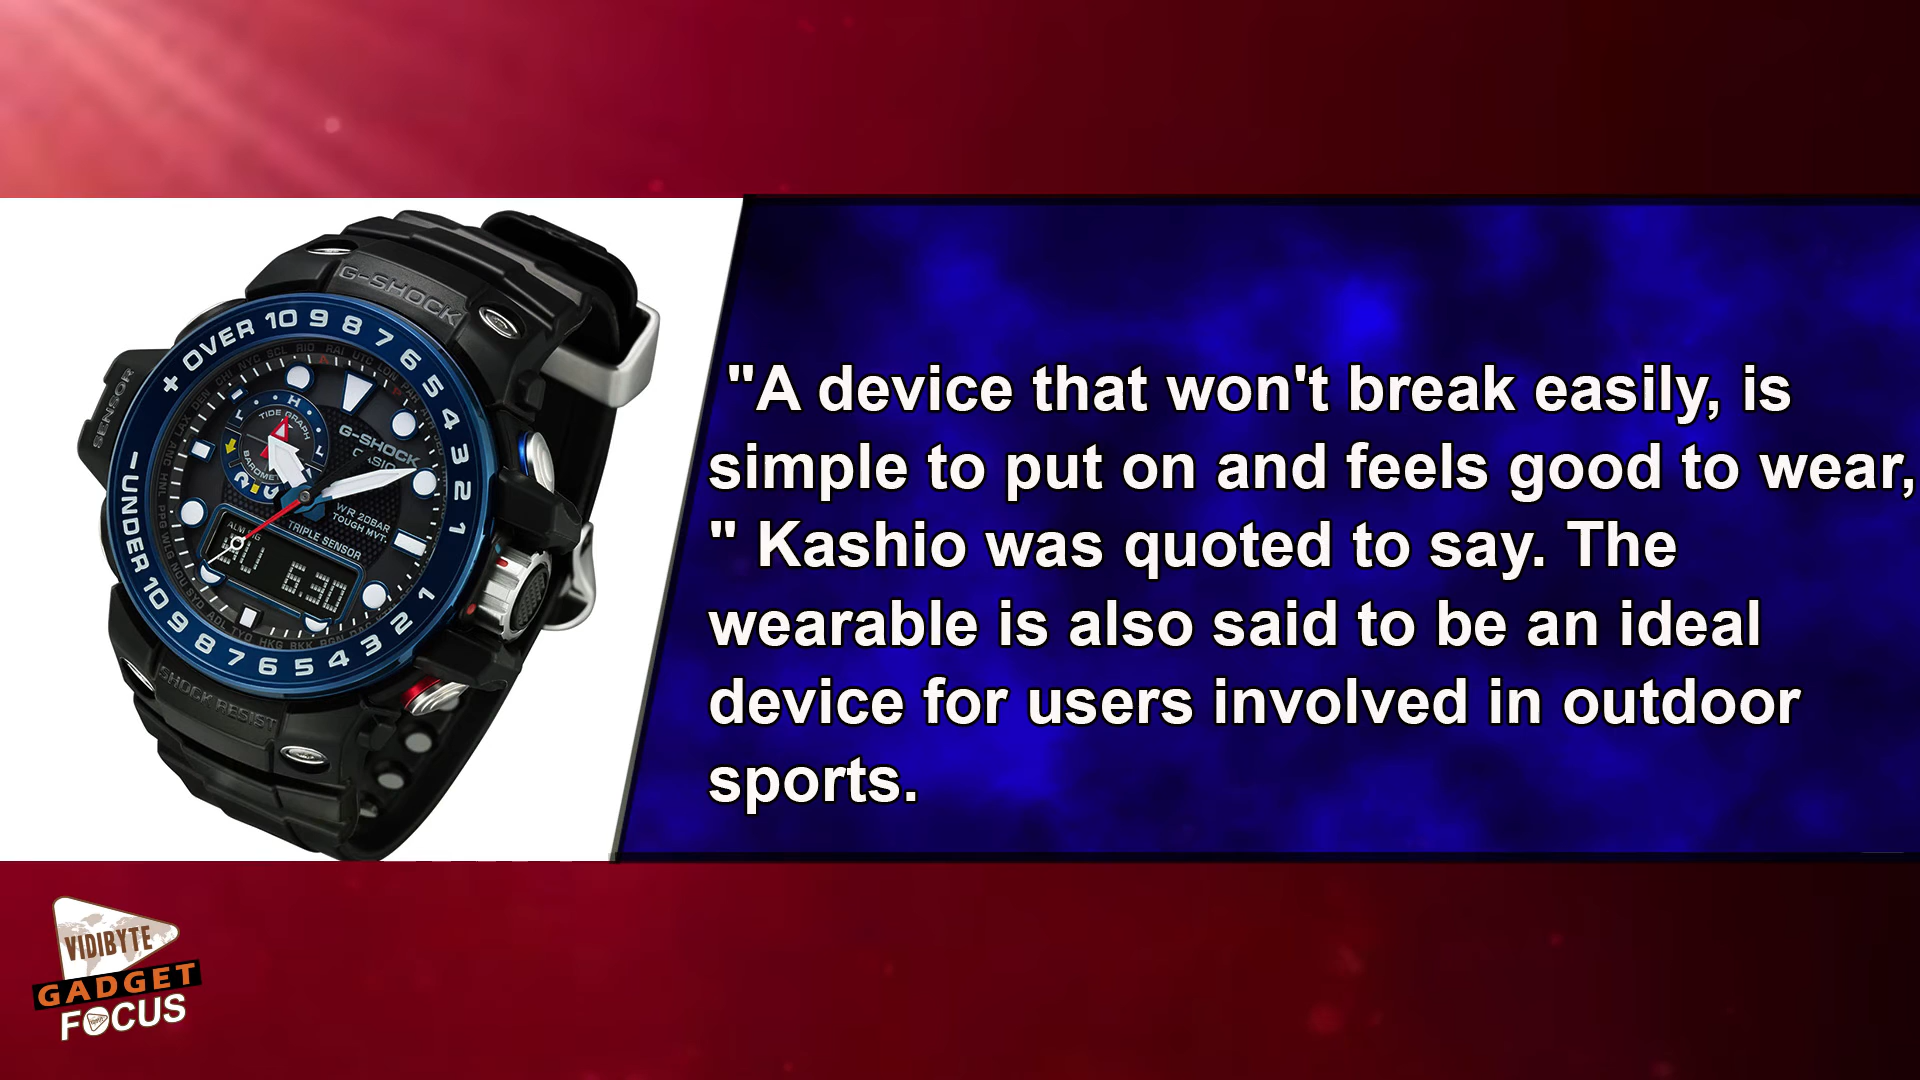 G-SHOCK
+ OVER 10 9 8 7 6 5 4 3 2 1
- UNDER 10 9 8 7 6 5 4 3 2 1
SENSOR
TIDE GRAPH
H
L
G-SHOCK
CASIO
WR 20BAR
TOUGH MVT.
TRIPLE SENSOR
SHOCK RESIST
"A device that won't break easily, is
simple to put on and feels good to wear,
" Kashio was quoted to say. The
wearable is also said to be an ideal
device for users involved in outdoor
sports.
VIDIBYTE
GADGET
FOCUS